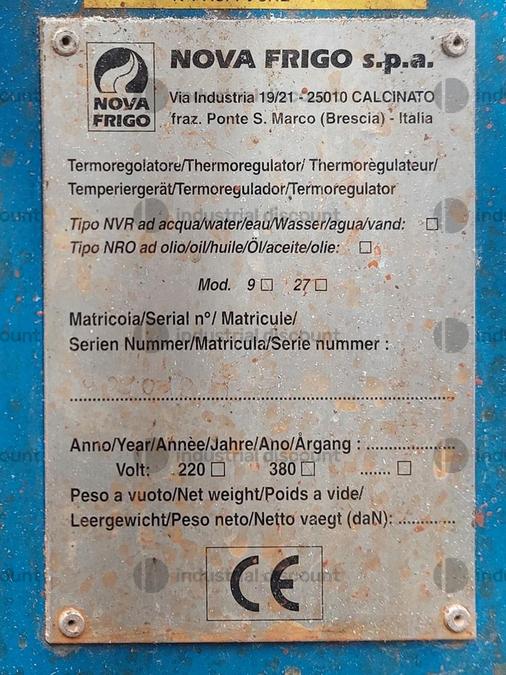 NOVA FRIGO
NOVA FRIGO s.p.a.
Via Industria 19/21 - 25010 CALCINATO
fraz. Ponte S. Marco (Brescia) - Italia
Termoregolatore/Thermoregulator/ Thermorègulateur/
Temperiergerät/Termoregulador/Termoregulator
Tipo NVR ad acqua/water/eau/Wasser/agua/vand: □
Tipo NRO ad olio/oil/huile/Öl/aceite/olie: □
Mod. 9 □ 27 □
Matricoia/Serial n°/ Matricule/
Serien Nummer/Matricula/Serie nummer :
Anno/Year/Annèe/Jahre/Ano/Årgang : ....................
Volt: 220 □ 380 □ ....... □
Peso a vuoto/Net weight/Poids a vide/
Leergewicht/Peso neto/Netto vaegt (daN): .............
CE
industrial discount